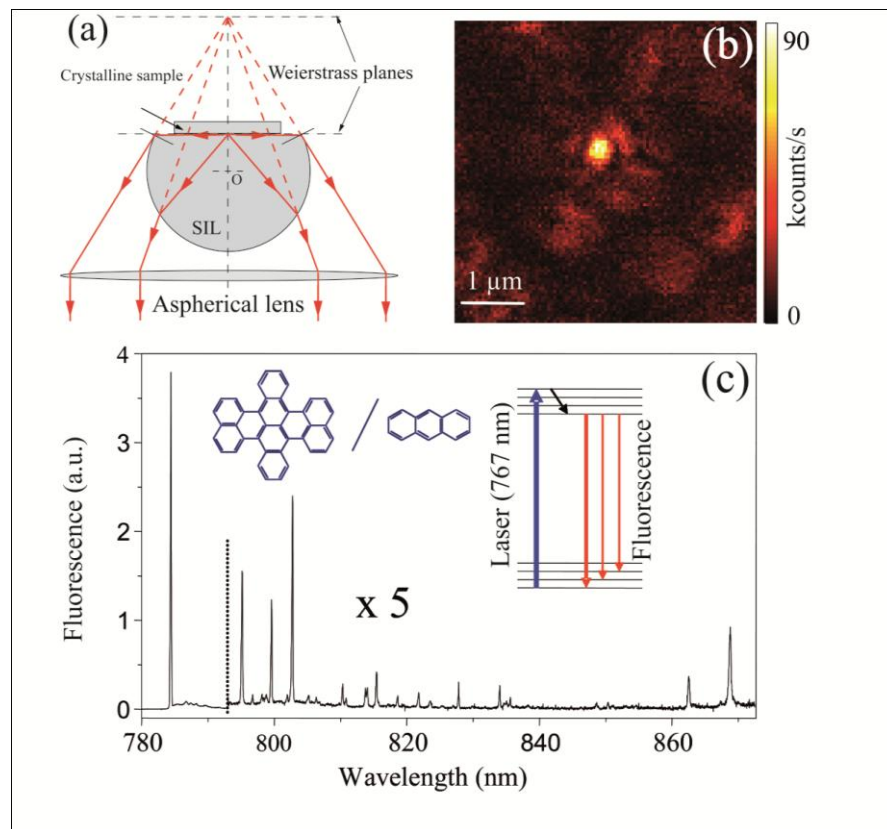 (a)
Crystalline sample
Weierstrass planes
O
SIL
Aspherical lens
(b)
90
kcounts/s
0
1 µm
(c)
Fluorescence (a.u.)
4
3
2
1
0
x 5
Laser (767 nm)
Fluorescence
780 800 820 840 860
Wavelength (nm)